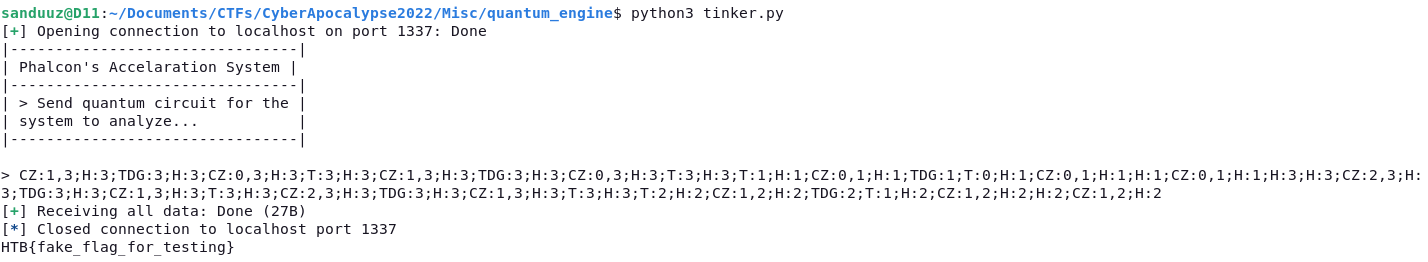 sanduuz@D11:~/Documents/CTFs/CyberApocalypse2022/Misc/quantum_engine$ python3 tinker.py
[+] Opening connection to localhost on port 1337: Done
|--------------------------------|
| Phalcon's Accelaration System |
|--------------------------------|
| > Send quantum circuit for the |
| system to analyze...           |
|--------------------------------|
> CZ:1,3;H:3;TDG:3;H:3;CZ:0,3;H:3;T:3;H:3;CZ:1,3;H:3;TDG:3;H:3;CZ:0,3;H:3;T:3;H:3;T:1;H:1;CZ:0,1;H:1;TDG:1;T:0;H:1;CZ:0,1;H:1;H:1;CZ:0,1;H:1;H:3;H:3;CZ:2,3;H:
3;TDG:3;H:3;CZ:1,3;H:3;T:3;H:3;CZ:2,3;H:3;TDG:3;H:3;CZ:1,3;H:3;T:3;H:3;T:2;H:2;CZ:1,2;H:2;TDG:2;T:1;H:2;CZ:1,2;H:2;H:2;CZ:1,2;H:2
[+] Receiving all data: Done (27B)
[*] Closed connection to localhost port 1337
HTB{fake_flag_for_testing}